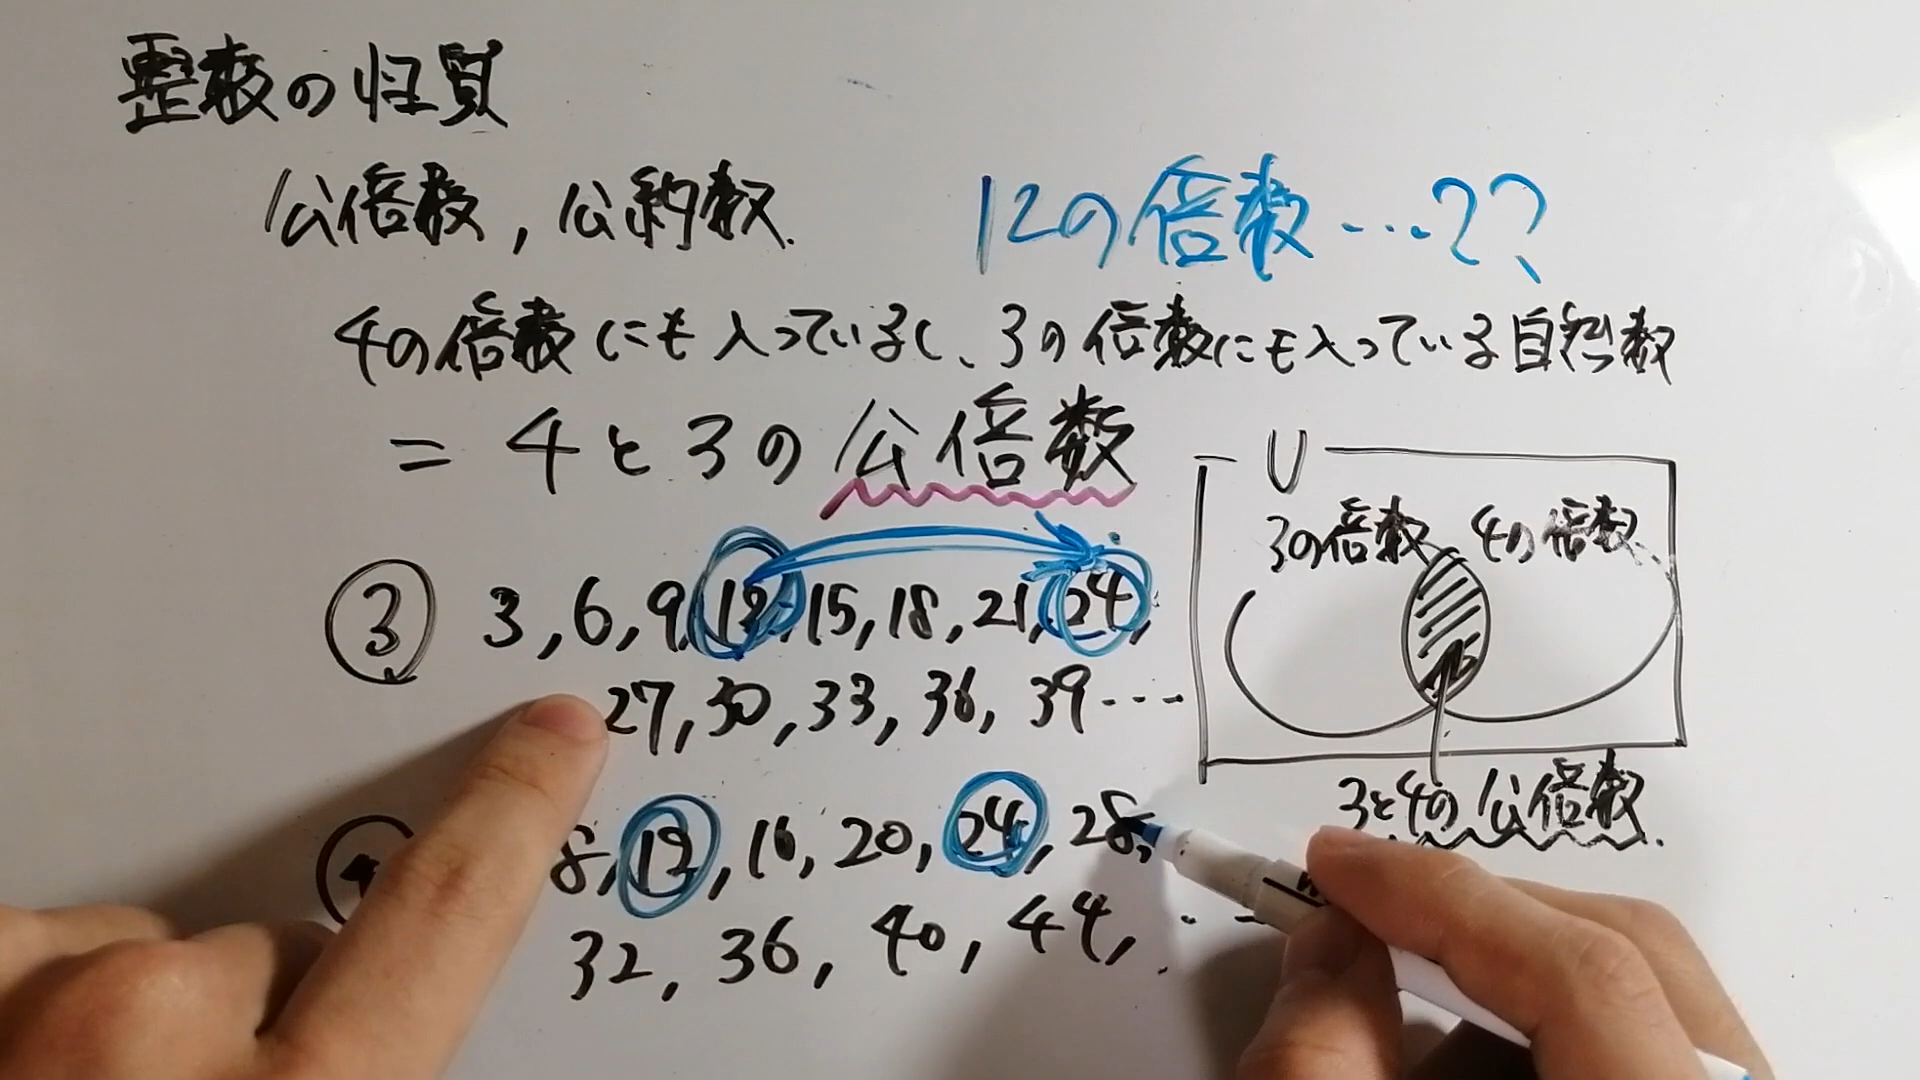 整数の性質
公倍数,公約数.
12の倍数…??
4の倍数にも入っているし、3の倍数にも入っている自然数
=4と3の公倍数
U
3の倍数 4の倍数
③ 3,6,9,12,15,18,21,24,
27,30,33,36,39…
3と4の公倍数.
8,12,16,20,24,28,
32,36,40,44,